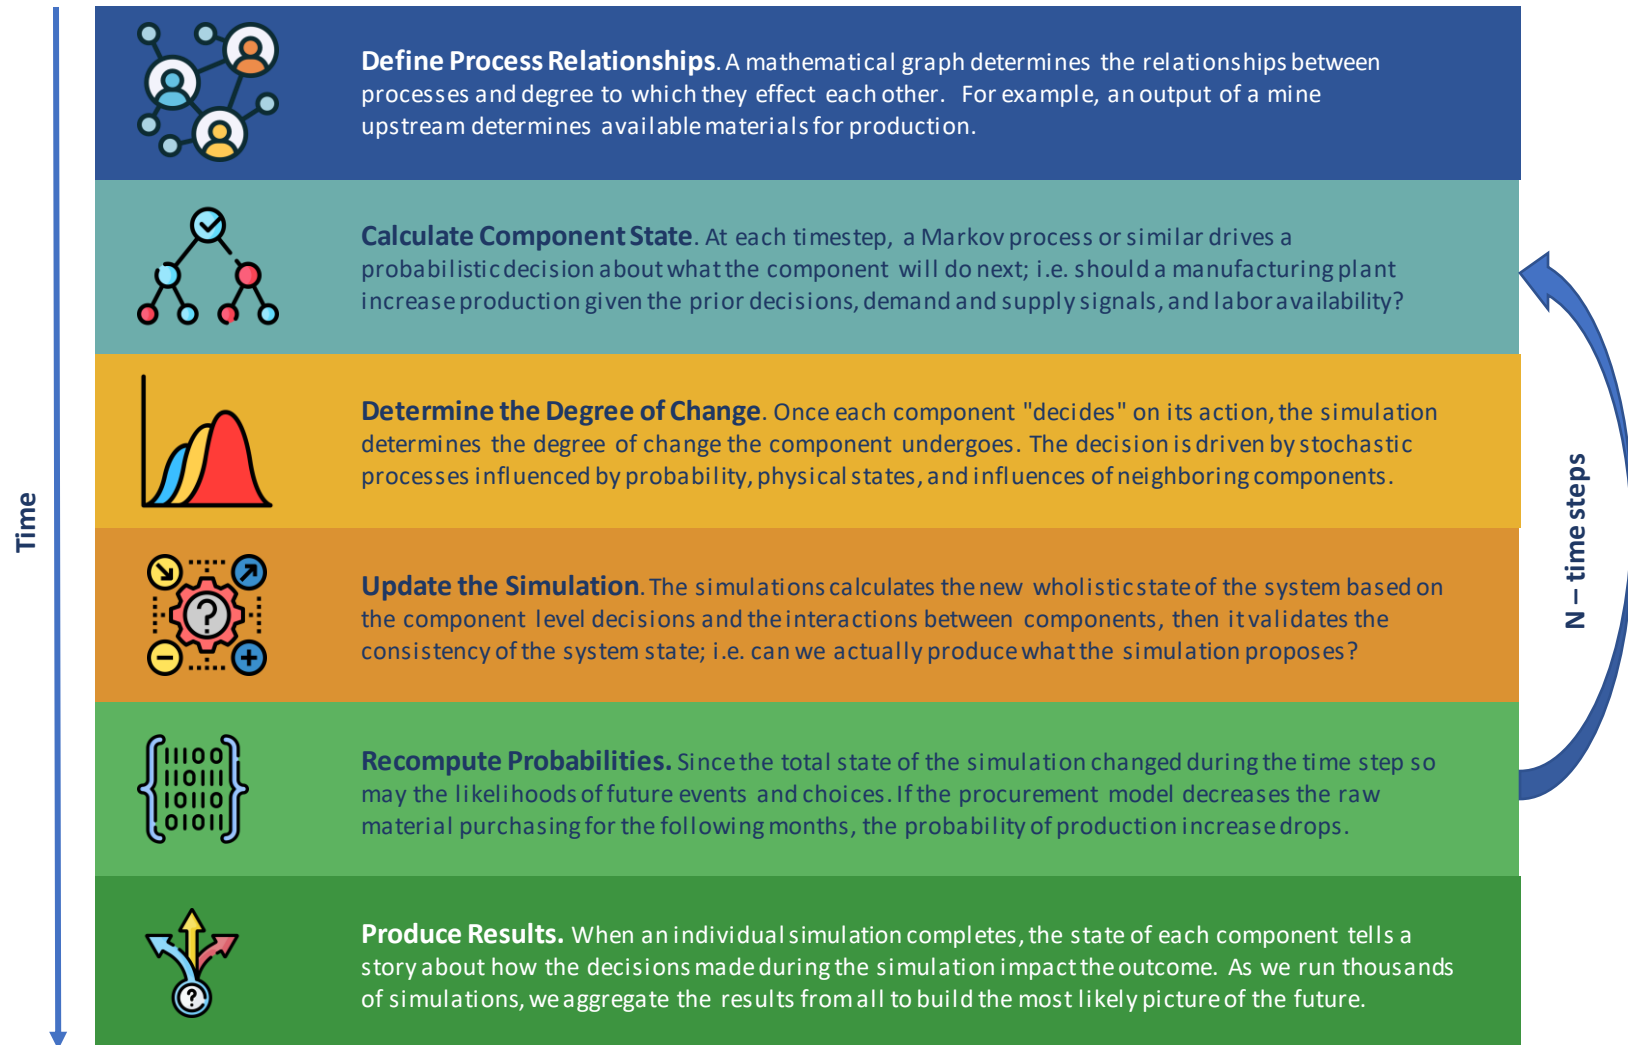 Define Process Relationships. A mathematical graph determines the relationships between
processes and degree to which they effect each other. For example, an output of a mine
upstream determines available materials for production.
Calculate Component State. At each timestep, a Markov process or similar drives a
probabilistic decision about what the component will do next; i.e. should a manufacturing plant
increase production given the prior decisions, demand and supply signals, and labor availability?
Determine the Degree of Change. Once each component "decides" on its action, the simulation
determines the degree of change the component undergoes. The decision is driven by stochastic
processes influenced by probability, physical states, and influences of neighboring components.
Time
N – time steps
?
Update the Simulation. The simulations calculates the new wholistic state of the system based on
the component level decisions and the interactions between components, then it validates the
consistency of the system state; i.e. can we actually produce what the simulation proposes?
11100
110111
10110
01011
Recompute Probabilities. Since the total state of the simulation changed during the time step so
may the likelihoods of future events and choices. If the procurement model decreases the raw
material purchasing for the following months, the probability of production increase drops.
?
Produce Results. When an individual simulation completes, the state of each component tells a
story about how the decisions made during the simulation impact the outcome. As we run thousands
of simulations, we aggregate the results from all to build the most likely picture of the future.